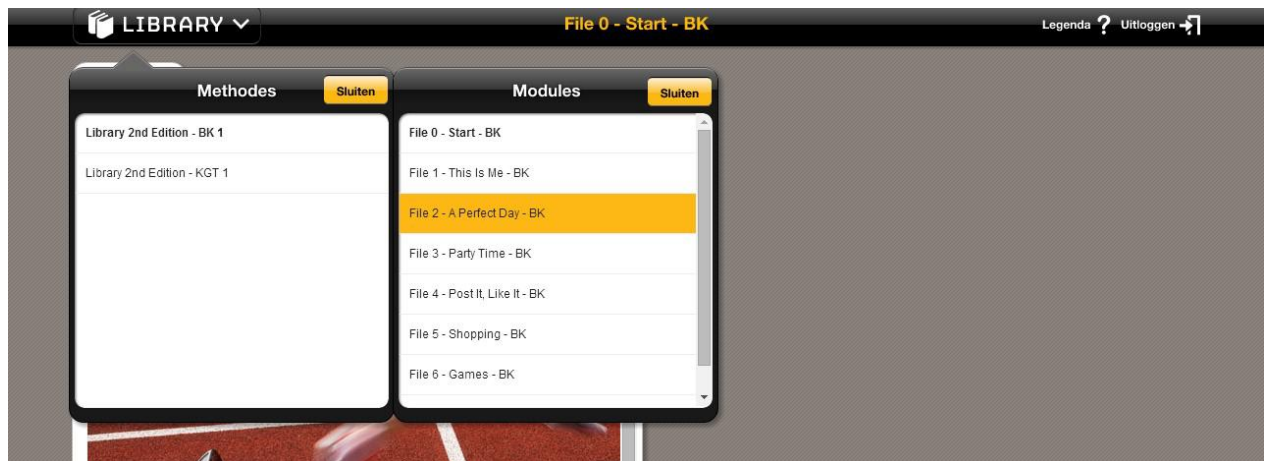 LIBRARY
File 0 - Start - BK
Legenda ? Uitloggen
Methodes
Sluiten
Library 2nd Edition - BK 1
Library 2nd Edition - KGT 1
Modules
Sluiten
File 0 - Start - BK
File 1 - This Is Me - BK
File 2 - A Perfect Day - BK
File 3 - Party Time - BK
File 4 - Post It, Like It - BK
File 5 - Shopping - BK
File 6 - Games - BK